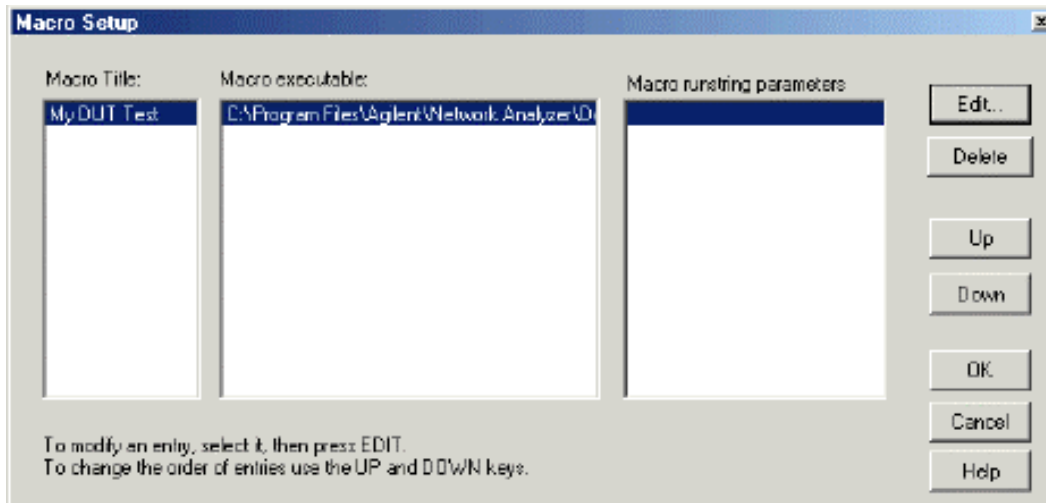 Macro Setup
Macro Title:
Macro executable:
Macro runstring parameters
My DUT Test
C:\Program Files\Agilent\Network Analyzer\D
Edit...
Delete
Up
Down
OK
Cancel
Help
To modify an entry, select it, then press EDIT.
To change the order of entries use the UP and DOWN keys.